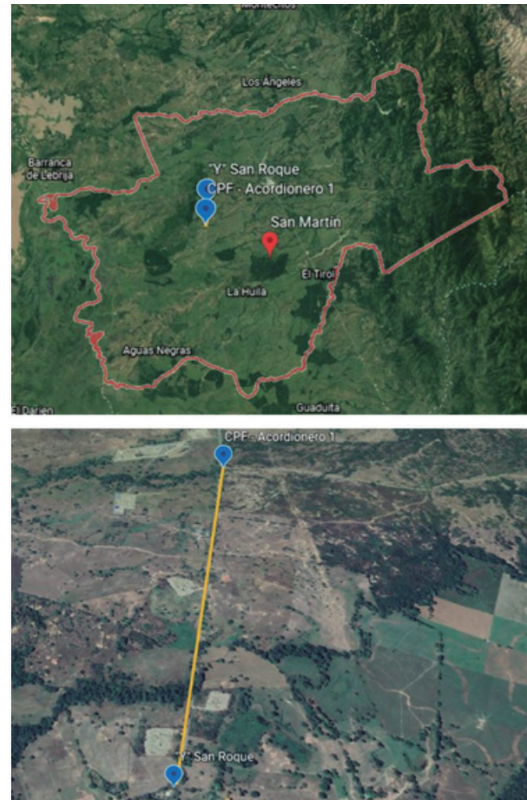 Montecitos
Los Angeles
Barranca
de Lebrija
"Y" San Roque
CPF - Acordionero 1
San Martín
El Tirol
La Huila
Aguas Negras
El Darien
Guaduita
CPF - Acordionero 1
"Y" San Roque